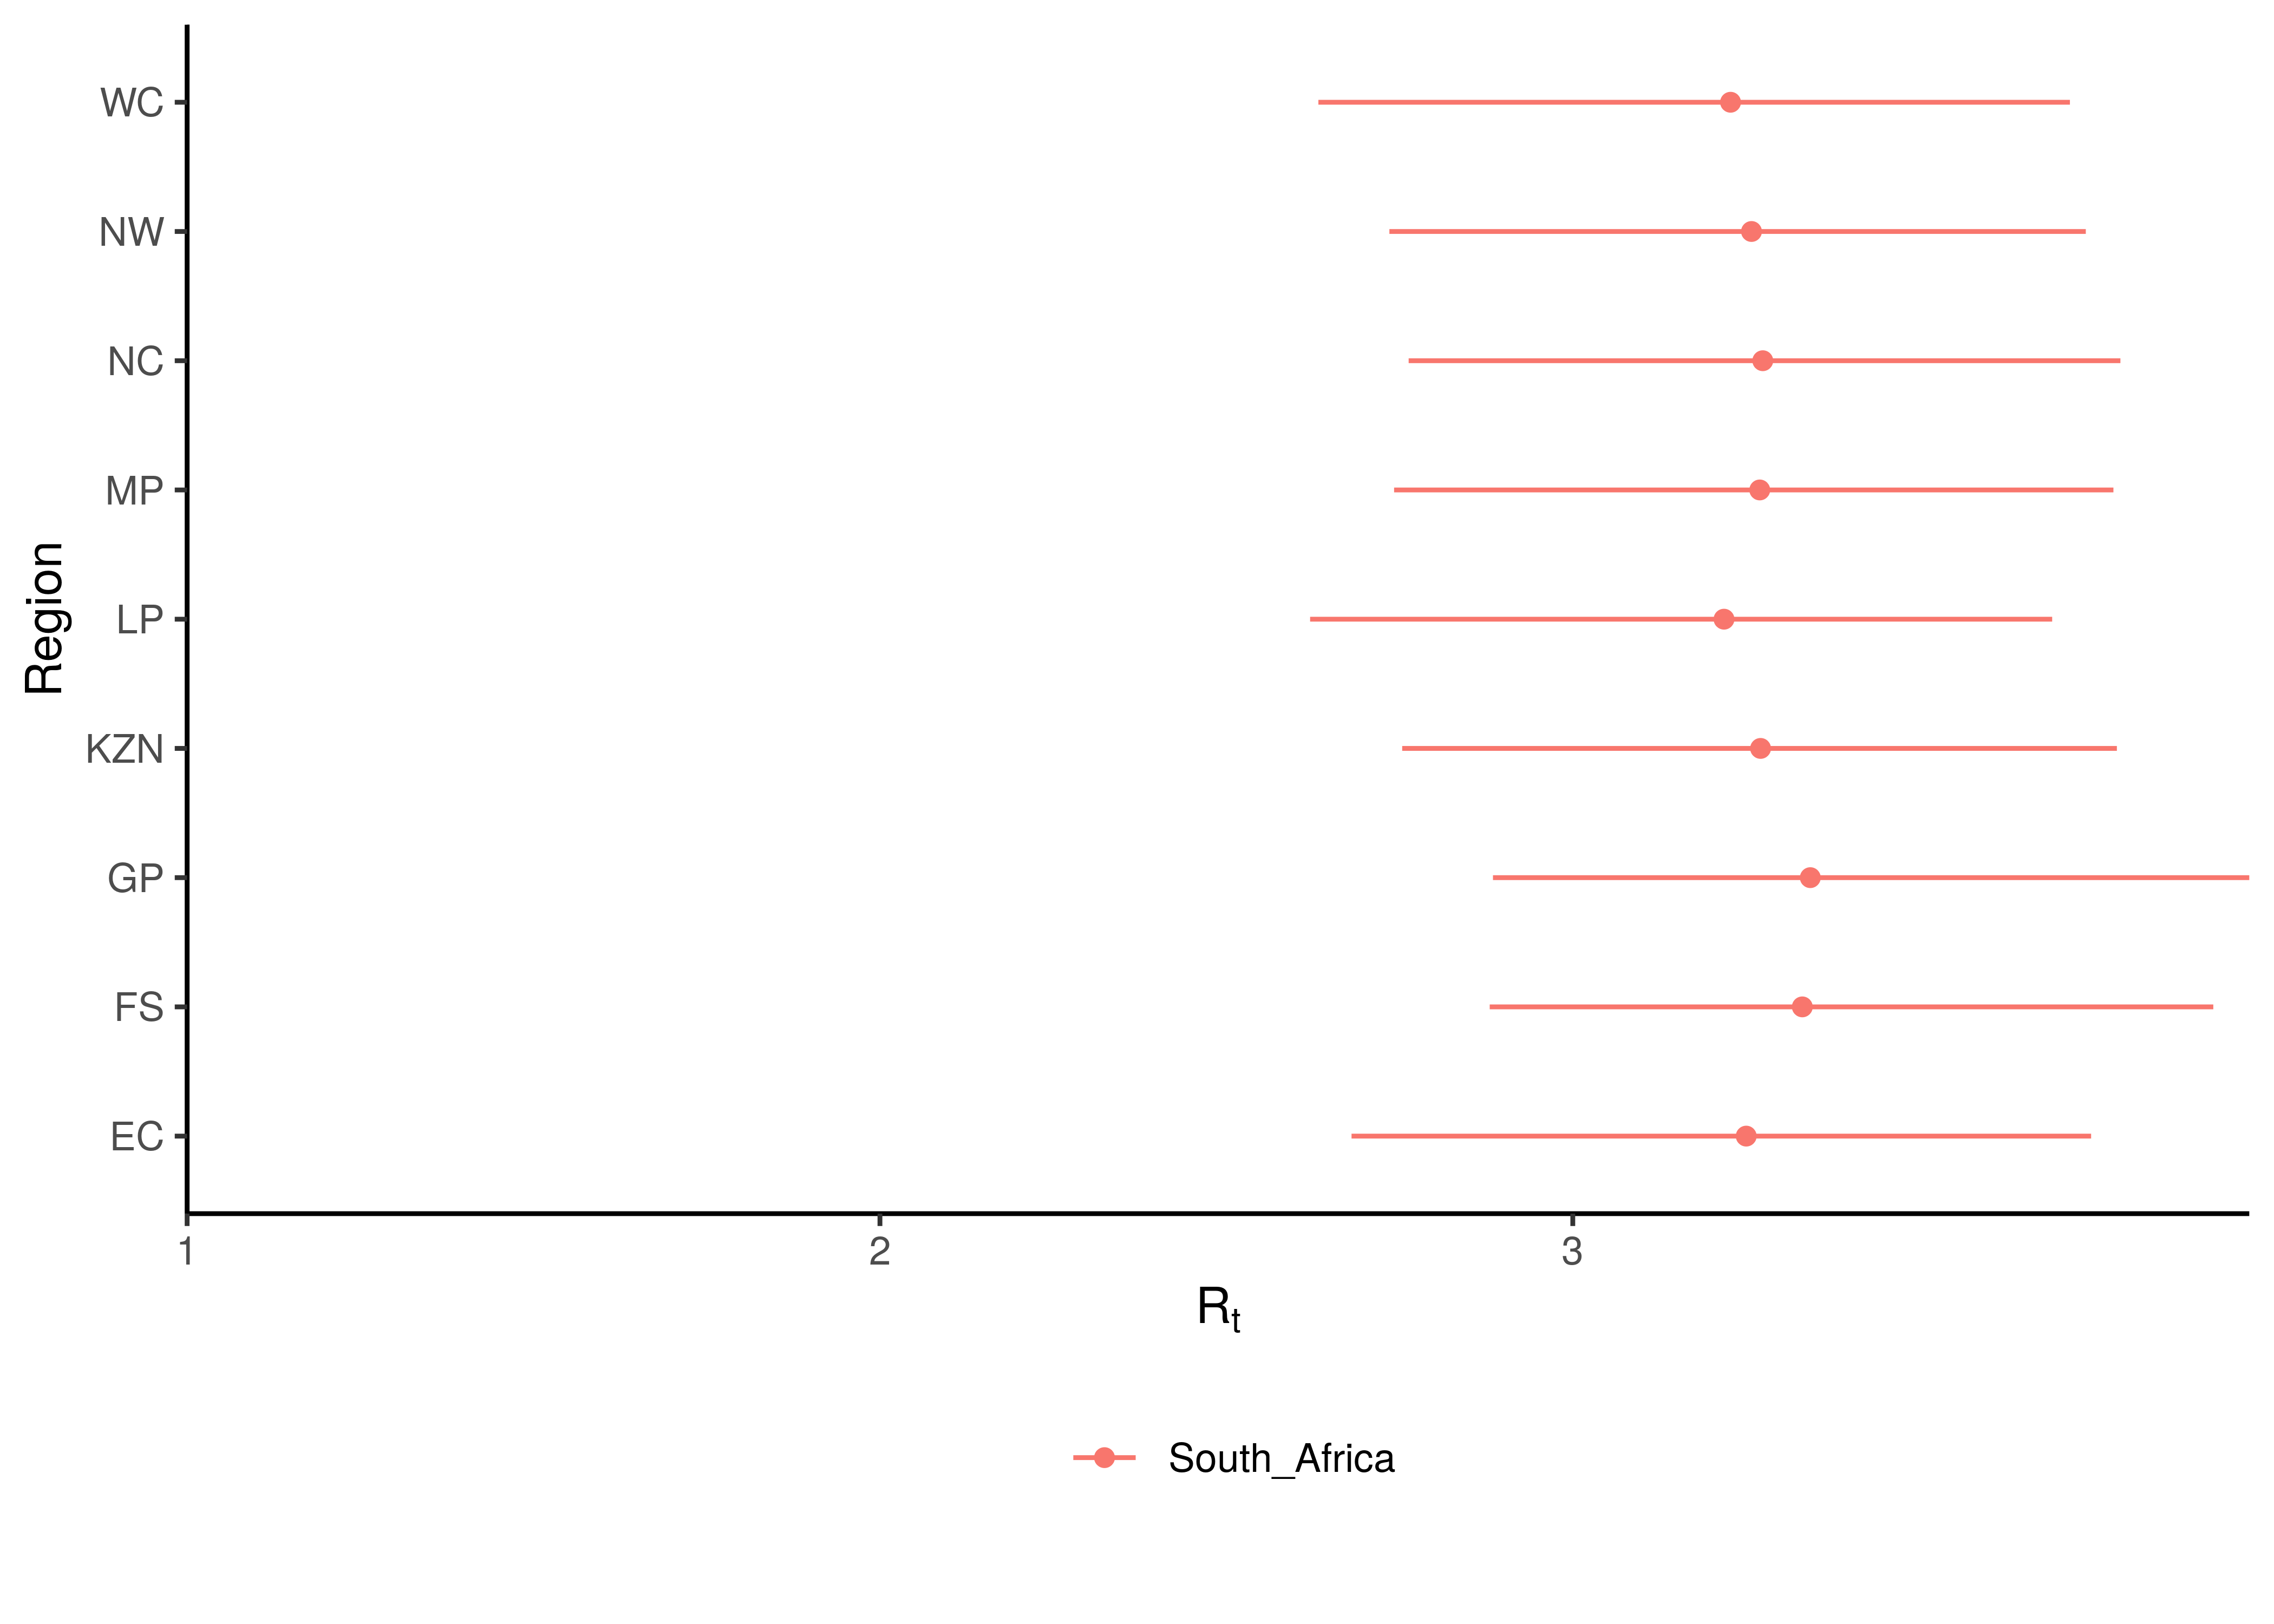 WC
NW
NC
MP
LP
KZN
GP
FS
EC
Region
1 2 3
Rt
South_Africa